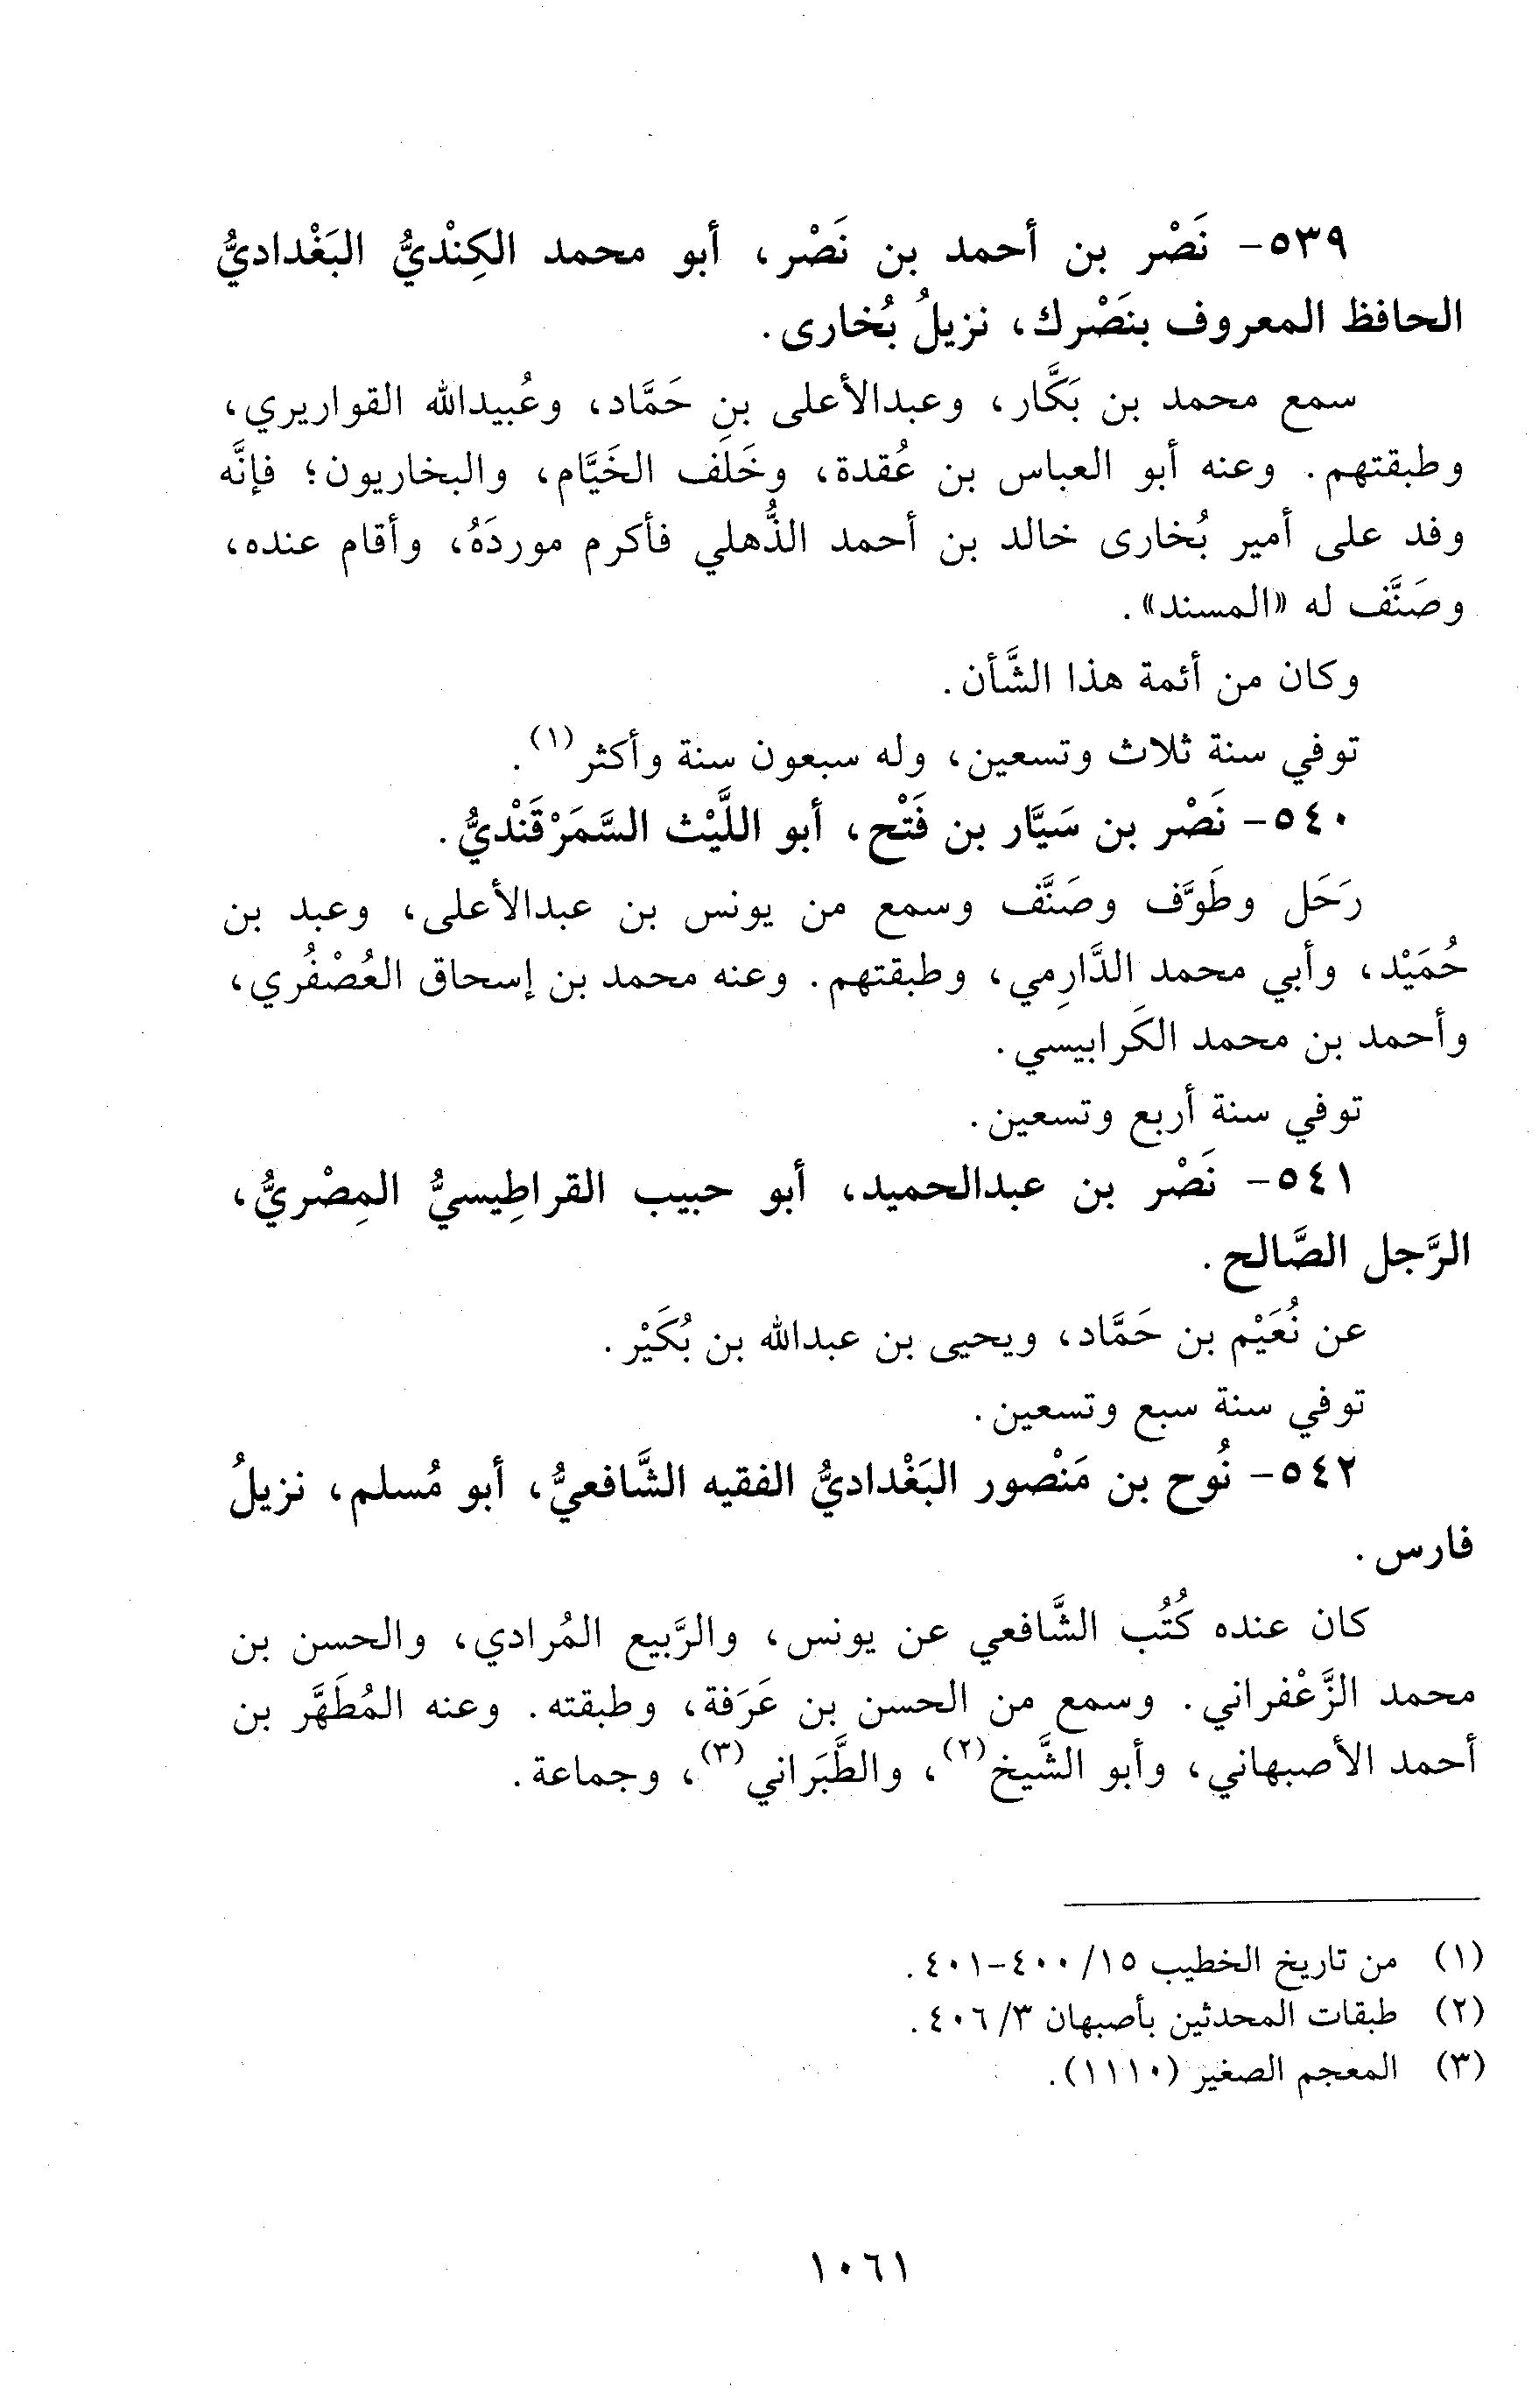 ٥٣٩- نَصْر بن أحمد بن نَصْر، أبو محمد الكِنْديُّ البَغْداديُّ
الحافظ المعروف بنَصْرك، نزيلُ بُخارى.
سمع محمد بن بَكَّار، وعبدالأعلى بنِ حَمَّاد، وعُبيدالله القواريري،
وطبقتهم. وعنه أبو العباس بن عُقدة، وخَلَف الخَيَّام، والبخاريون؛ فإنَّه
وفد على أمير بُخارى خالد بن أحمد الذُّهلي فأكرم موردَهُ، وأقام عنده،
وصَنَّف له «المسند».
وكان من أئمة هذا الشَّأن.
توفي سنة ثلاث وتسعين، وله سبعون سنة وأكثر(١).
٥٤٠- نَصْر بن سَيَّار بن فَتْح، أبو اللَّيْث السَّمَرْقَنْديُّ.
رَحَل وطَوَّف وصَنَّف وسمع من يونس بن عبدالأعلى، وعبد بن
حُمَيْد، وأبي محمد الدَّارِمي، وطبقتهم. وعنه محمد بن إسحاق العُصْفُري،
وأحمد بن محمد الكَرابيسي.
توفي سنة أربع وتسعين.
٥٤١- نَصْر بن عبدالحميد، أبو حبيب القراطِيسيُّ المِصْريُّ،
الرَّجل الصَّالح.
عن نُعَيْم بن حَمَّاد، ويحيى بن عبدالله بن بُكَيْر.
توفي سنة سبع وتسعين.
٥٤٢- نُوح بن مَنْصور البَغْداديُّ الفقيه الشَّافعيُّ، أبو مُسلم، نزيلُ
فارس.
كان عنده كُتُب الشَّافعي عن يونس، والرَّبيع المُرادي، والحسن بن
محمد الزَّعْفراني. وسمع من الحسن بن عَرَفة، وطبقته. وعنه المُطَهَّر بن
أحمد الأصبهاني، وأبو الشَّيخ(٢)، والطَّبَراني(٣)، وجماعة.
(١) من تاريخ الخطيب ١٥/ ٤٠٠-٤٠١.
(٢) طبقات المحدثين بأصبهان ٣/ ٤٠٦.
(٣) المعجم الصغير (١١١٠).
١٠٦١